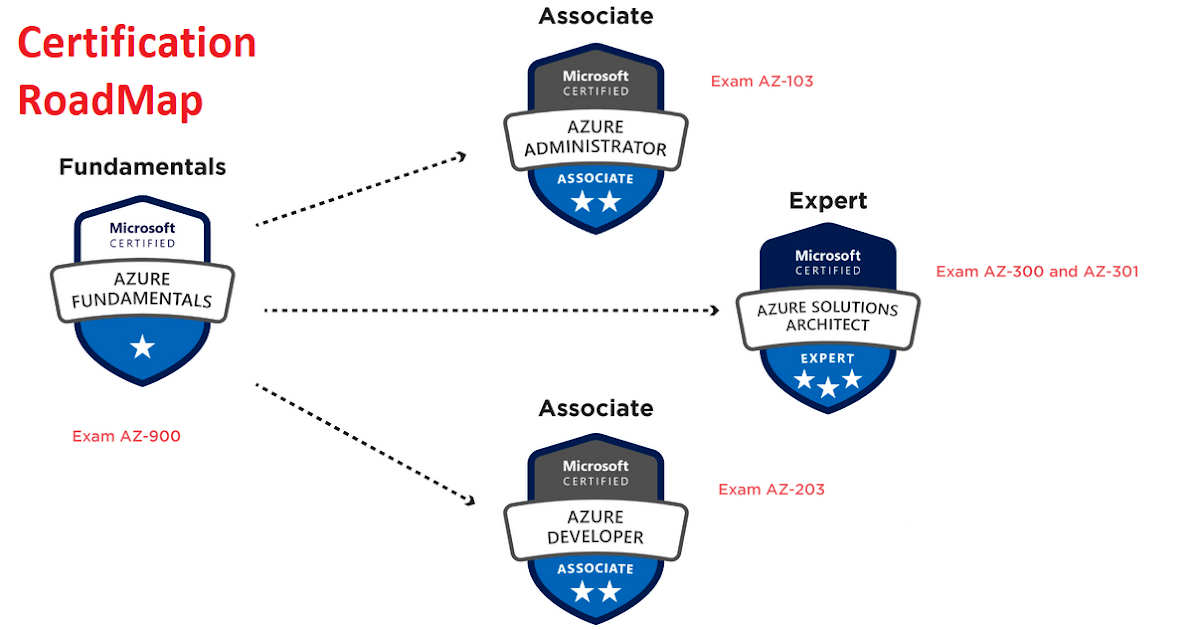 Certification
RoadMap
Fundamentals
Microsoft
CERTIFIED
AZURE
FUNDAMENTALS
Exam AZ-900
Associate
Microsoft
CERTIFIED
AZURE
ADMINISTRATOR
ASSOCIATE
Exam AZ-103
Expert
Microsoft
CERTIFIED
AZURE SOLUTIONS
ARCHITECT
EXPERT
Exam AZ-300 and AZ-301
Associate
Microsoft
CERTIFIED
AZURE
DEVELOPER
ASSOCIATE
Exam AZ-203